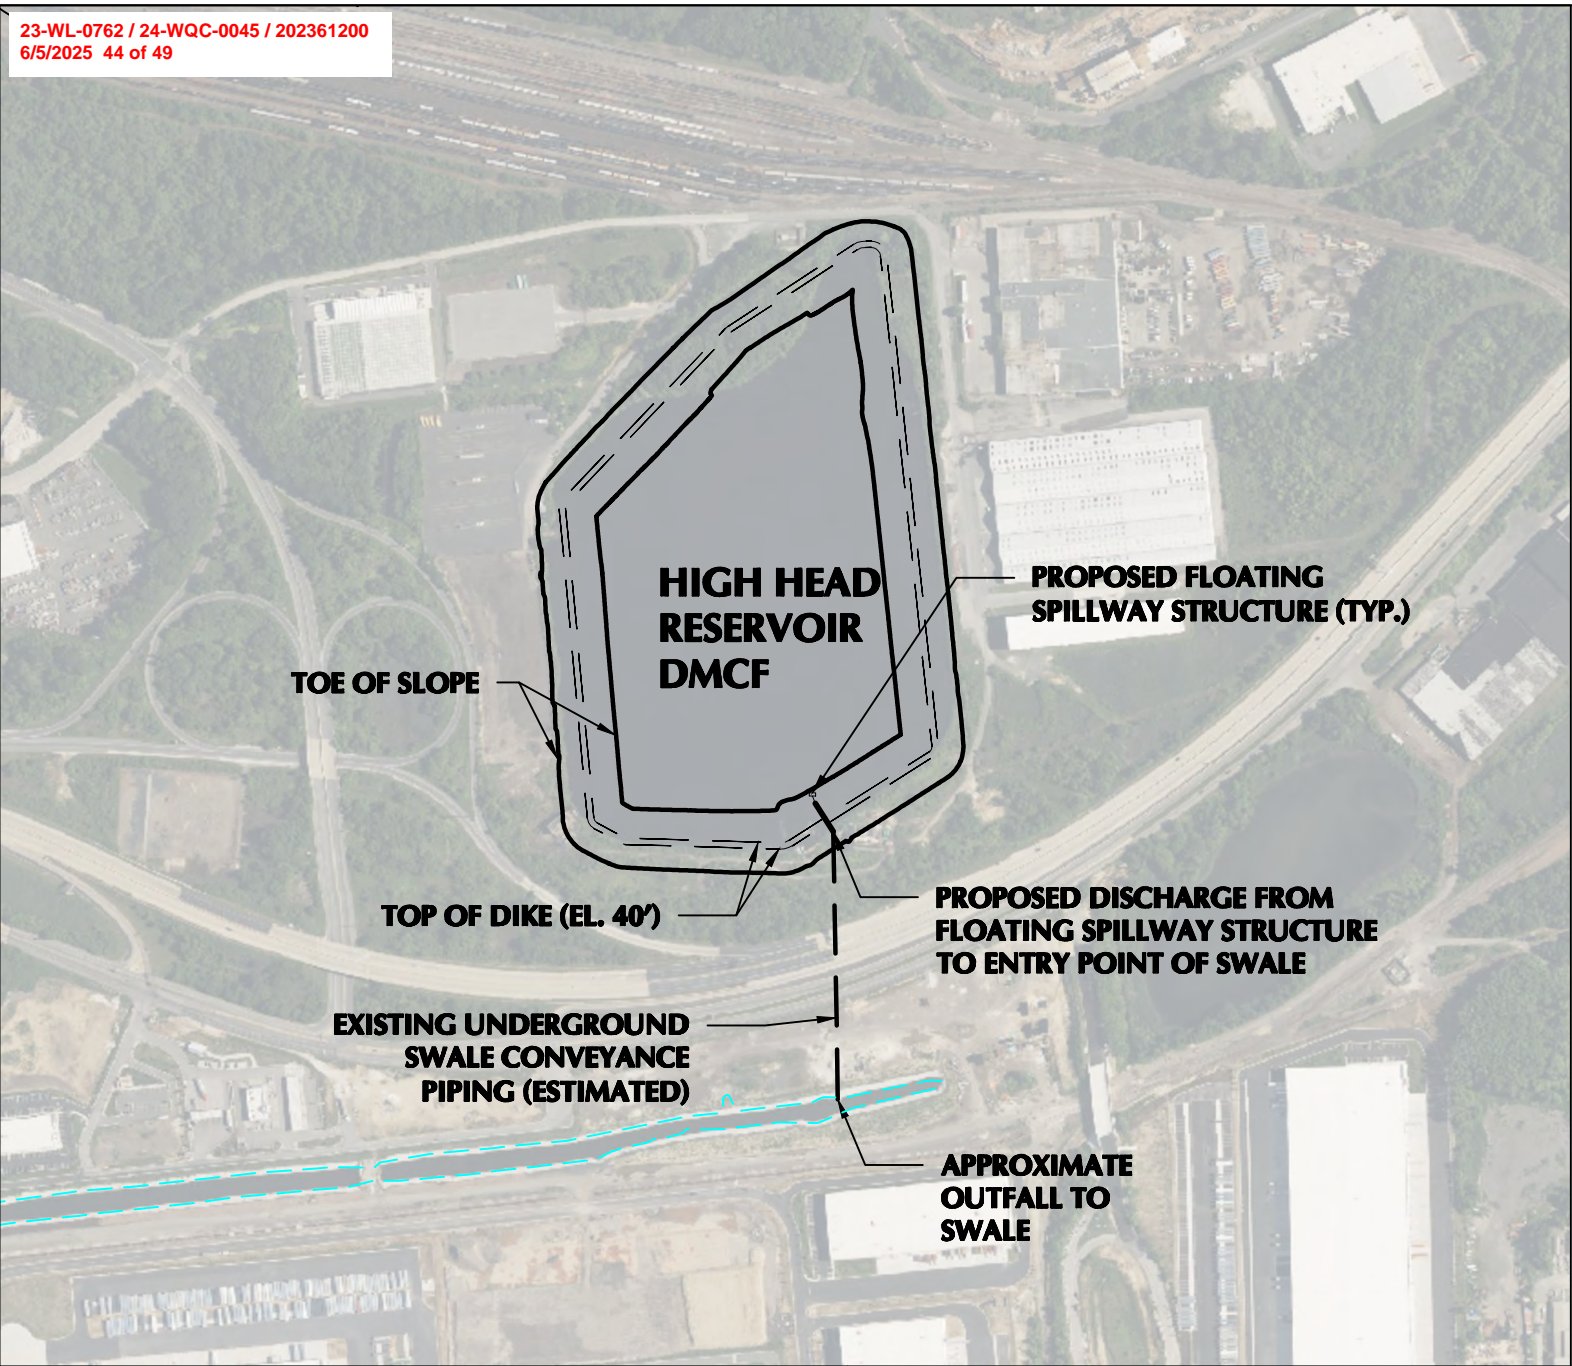 23-WL-0762 / 24-WQC-0045 / 202361200
6/5/2025 44 of 49
HIGH HEAD
RESERVOIR
DMCF
PROPOSED FLOATING
SPILLWAY STRUCTURE (TYP.)
TOE OF SLOPE
TOP OF DIKE (EL. 40')
PROPOSED DISCHARGE FROM
FLOATING SPILLWAY STRUCTURE
TO ENTRY POINT OF SWALE
EXISTING UNDERGROUND
SWALE CONVEYANCE
PIPING (ESTIMATED)
APPROXIMATE
OUTFALL TO
SWALE